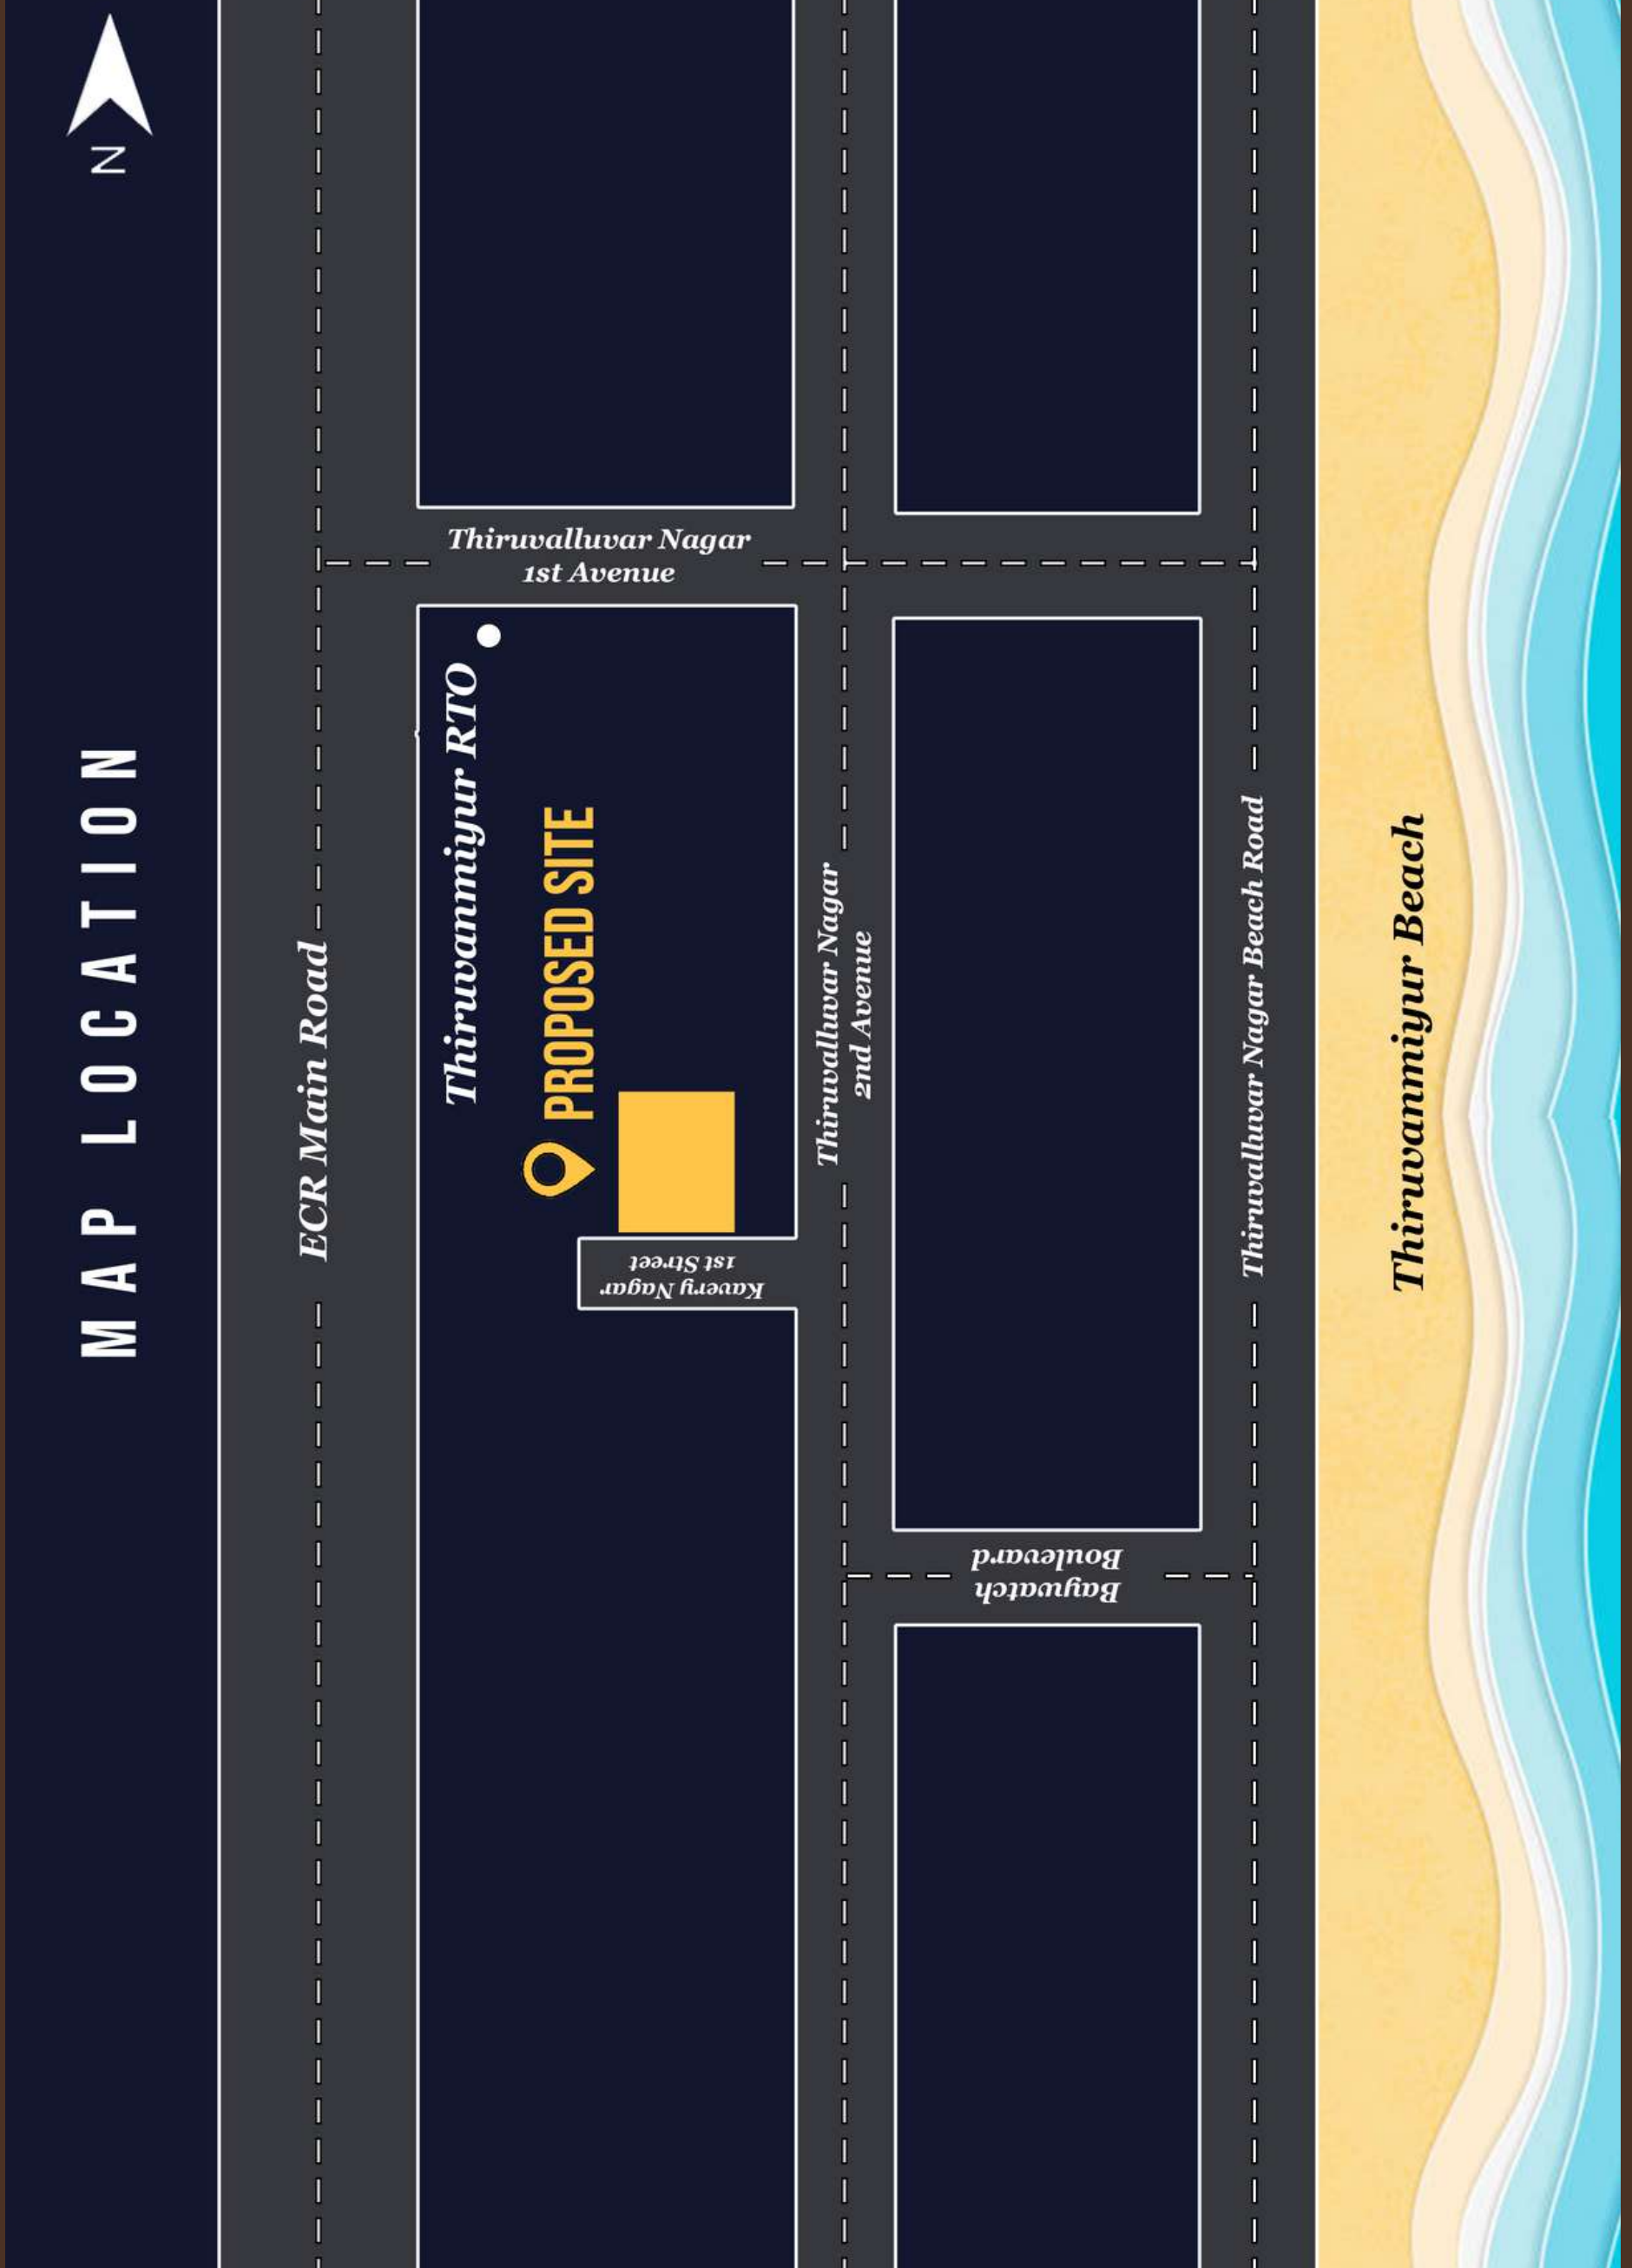 MAP LOCATION
N
ECR Main Road
Thiruvanmiyur RTO
PROPOSED SITE
Thiruvalluvar Nagar
1st Avenue
Kavery Nagar
1st Street
Thiruvalluvar Nagar
2nd Avenue
Baywatch
Boulevard
Thiruvalluvar Nagar Beach Road
Thiruvanmiyur Beach